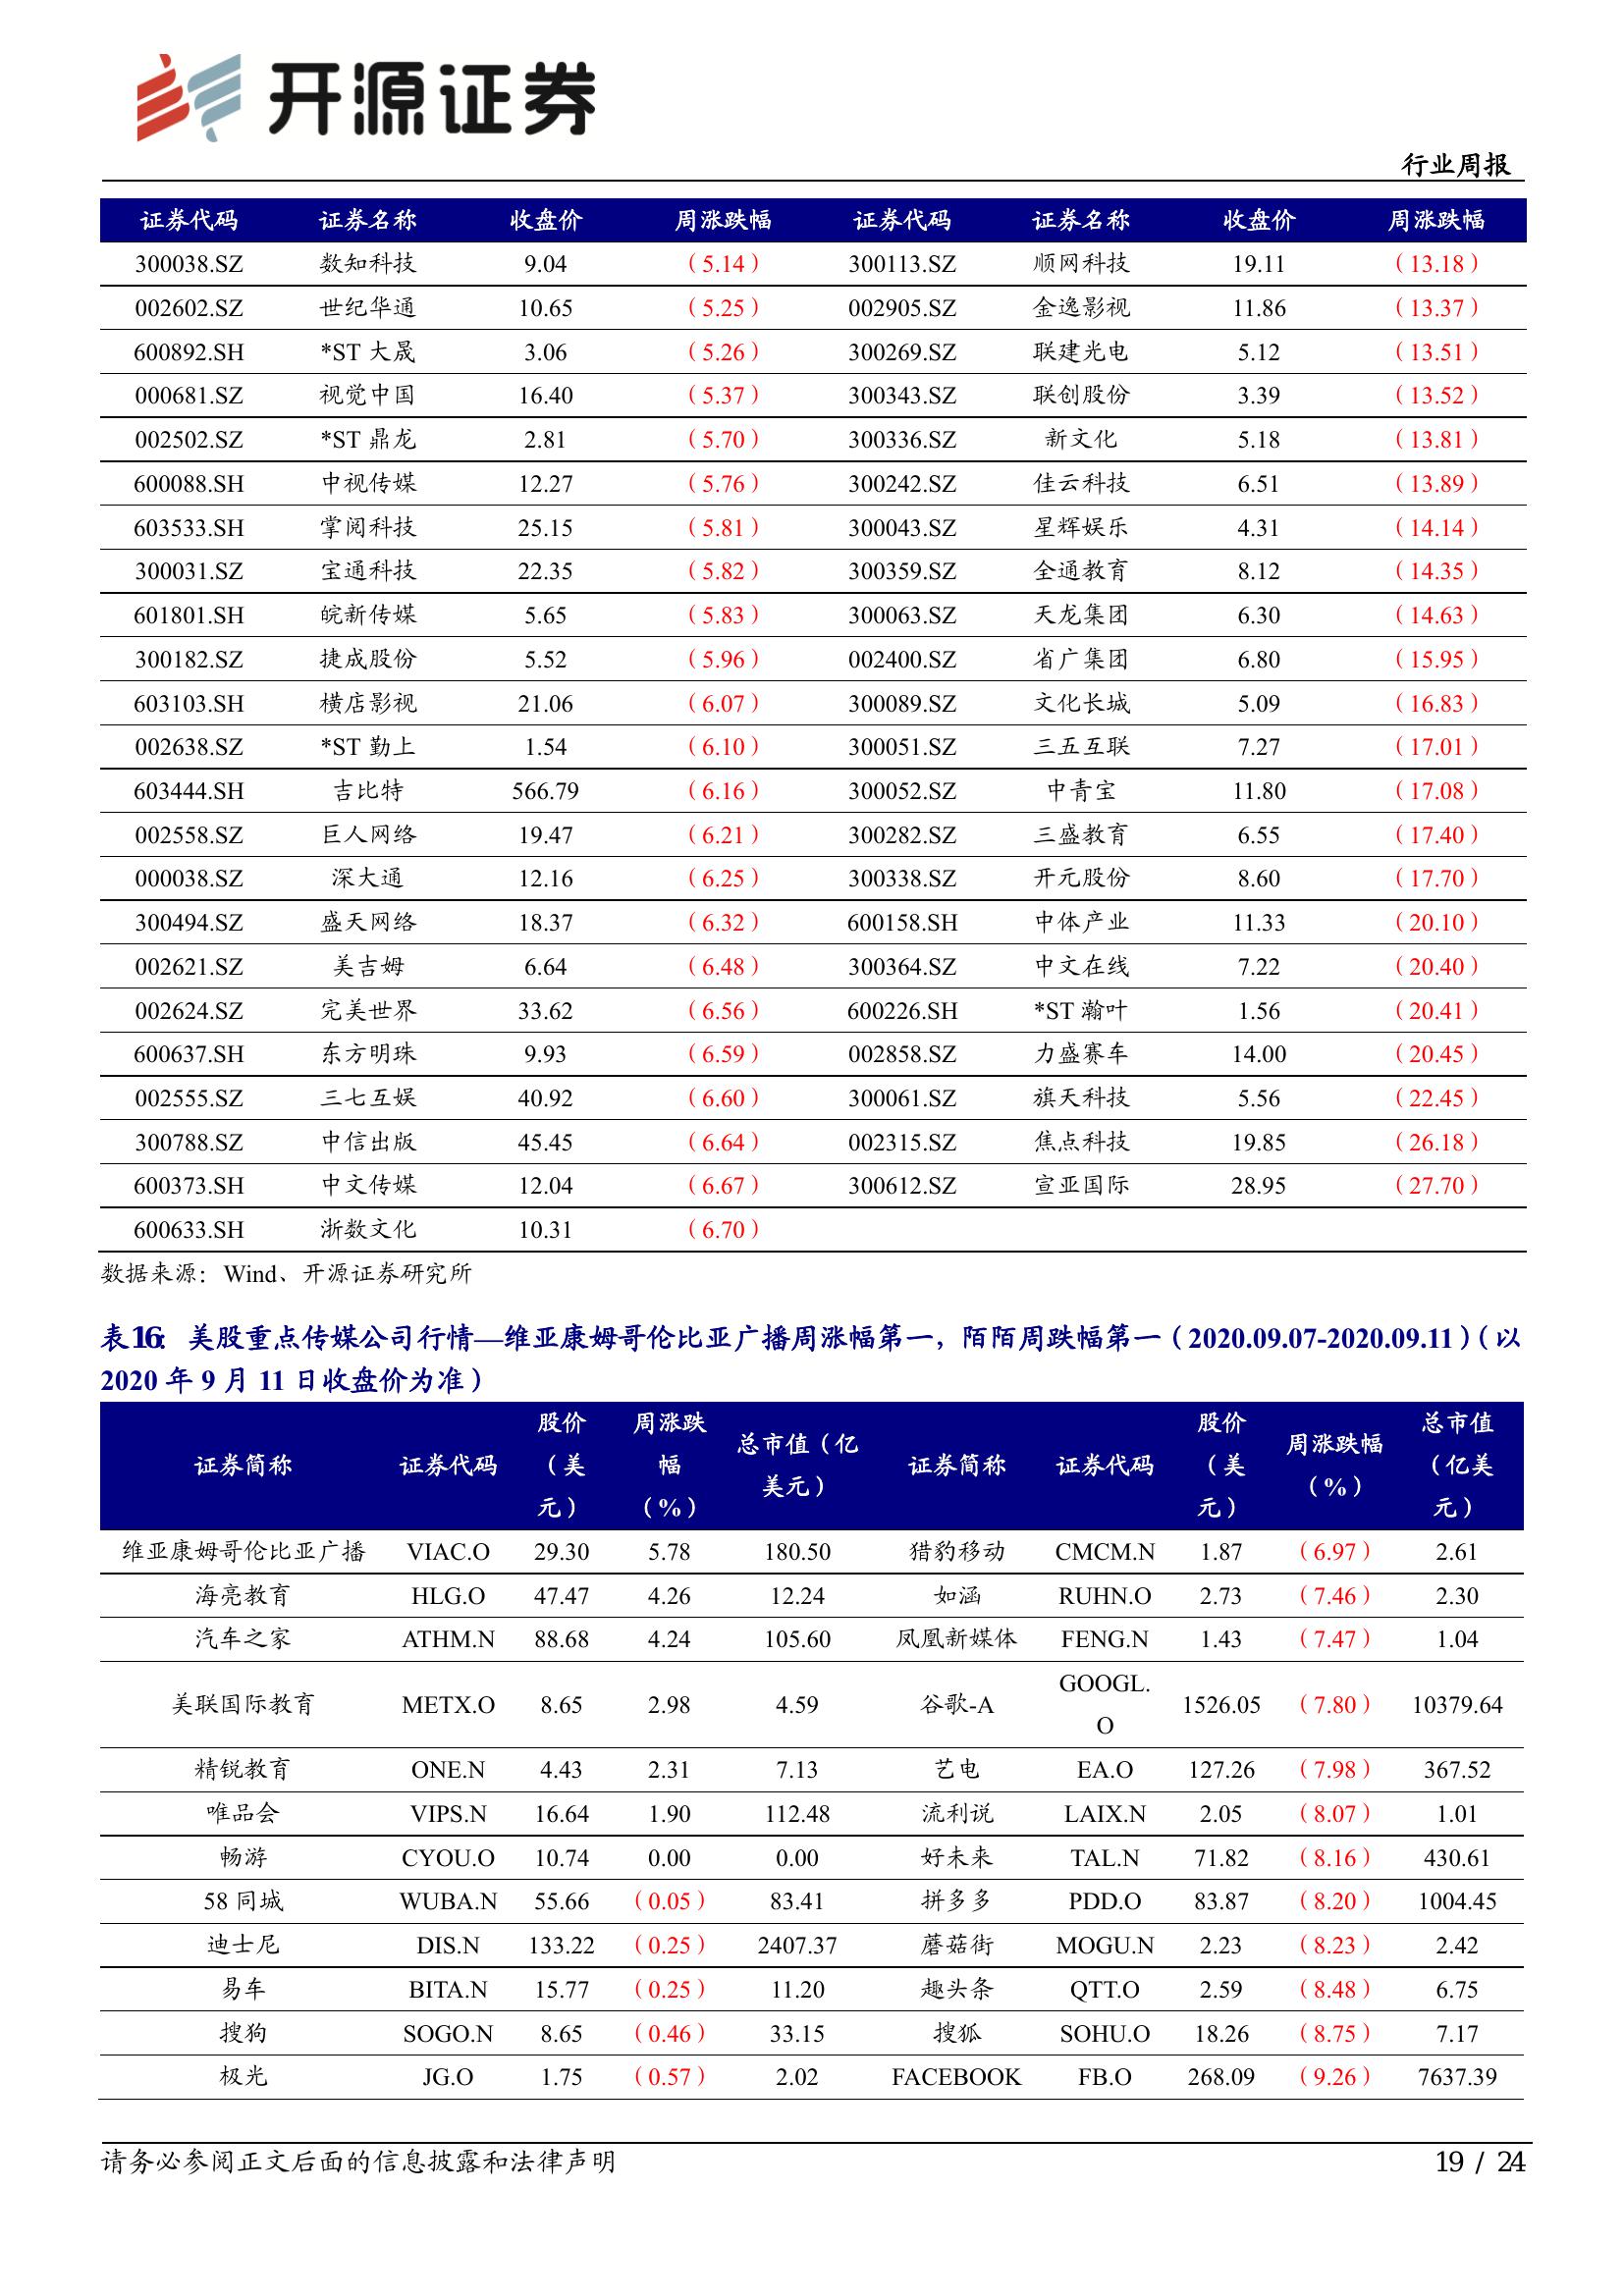 开源证券
行业周报
证券代码 证券名称 收盘价 周涨跌幅 证券代码 证券名称 收盘价 周涨跌幅
300038.SZ 数知科技 9.04 （5.14） 300113.SZ 顺网科技 19.11 （13.18）
002602.SZ 世纪华通 10.65 （5.25） 002905.SZ 金逸影视 11.86 （13.37）
600892.SH *ST 大晟 3.06 （5.26） 300269.SZ 联建光电 5.12 （13.51）
000681.SZ 视觉中国 16.40 （5.37） 300343.SZ 联创股份 3.39 （13.52）
002502.SZ *ST 鼎龙 2.81 （5.70） 300336.SZ 新文化 5.18 （13.81）
600088.SH 中视传媒 12.27 （5.76） 300242.SZ 佳云科技 6.51 （13.89）
603533.SH 掌阅科技 25.15 （5.81） 300043.SZ 星辉娱乐 4.31 （14.14）
300031.SZ 宝通科技 22.35 （5.82） 300359.SZ 全通教育 8.12 （14.35）
601801.SH 皖新传媒 5.65 （5.83） 300063.SZ 天龙集团 6.30 （14.63）
300182.SZ 捷成股份 5.52 （5.96） 002400.SZ 省广集团 6.80 （15.95）
603103.SH 横店影视 21.06 （6.07） 300089.SZ 文化长城 5.09 （16.83）
002638.SZ *ST 勤上 1.54 （6.10） 300051.SZ 三五互联 7.27 （17.01）
603444.SH 吉比特 566.79 （6.16） 300052.SZ 中青宝 11.80 （17.08）
002558.SZ 巨人网络 19.47 （6.21） 300282.SZ 三盛教育 6.55 （17.40）
000038.SZ 深大通 12.16 （6.25） 300338.SZ 开元股份 8.60 （17.70）
300494.SZ 盛天网络 18.37 （6.32） 600158.SH 中体产业 11.33 （20.10）
002621.SZ 美吉姆 6.64 （6.48） 300364.SZ 中文在线 7.22 （20.40）
002624.SZ 完美世界 33.62 （6.56） 600226.SH *ST 瀚叶 1.56 （20.41）
600637.SH 东方明珠 9.93 （6.59） 002858.SZ 力盛赛车 14.00 （20.45）
002555.SZ 三七互娱 40.92 （6.60） 300061.SZ 旗天科技 5.56 （22.45）
300788.SZ 中信出版 45.45 （6.64） 002315.SZ 焦点科技 19.85 （26.18）
600373.SH 中文传媒 12.04 （6.67） 300612.SZ 宣亚国际 28.95 （27.70）
600633.SH 浙数文化 10.31 （6.70）
数据来源：Wind、开源证券研究所
表16： 美股重点传媒公司行情—维亚康姆哥伦比亚广播周涨幅第一，陌陌周跌幅第一（2020.09.07-2020.09.11）（以
2020 年 9 月 11 日收盘价为准）
证券简称 证券代码 股价（美元） 周涨跌幅（%） 总市值（亿美元） 证券简称 证券代码 股价（美元） 周涨跌幅（%） 总市值（亿美元）
维亚康姆哥伦比亚广播 VIAC.O 29.30 5.78 180.50 猎豹移动 CMCM.N 1.87 （6.97） 2.61
海亮教育 HLG.O 47.47 4.26 12.24 如涵 RUHN.O 2.73 （7.46） 2.30
汽车之家 ATHM.N 88.68 4.24 105.60 凤凰新媒体 FENG.N 1.43 （7.47） 1.04
美联国际教育 METX.O 8.65 2.98 4.59 谷歌-A GOOGL.O 1526.05 （7.80） 10379.64
精锐教育 ONE.N 4.43 2.31 7.13 艺电 EA.O 127.26 （7.98） 367.52
唯品会 VIPS.N 16.64 1.90 112.48 流利说 LAIX.N 2.05 （8.07） 1.01
畅游 CYOU.O 10.74 0.00 0.00 好未来 TAL.N 71.82 （8.16） 430.61
58 同城 WUBA.N 55.66 （0.05） 83.41 拼多多 PDD.O 83.87 （8.20） 1004.45
迪士尼 DIS.N 133.22 （0.25） 2407.37 蘑菇街 MOGU.N 2.23 （8.23） 2.42
易车 BITA.N 15.77 （0.25） 11.20 趣头条 QTT.O 2.59 （8.48） 6.75
搜狗 SOGO.N 8.65 （0.46） 33.15 搜狐 SOHU.O 18.26 （8.75） 7.17
极光 JG.O 1.75 （0.57） 2.02 FACEBOOK FB.O 268.09 （9.26） 7637.39
请务必参阅正文后面的信息披露和法律声明 19 / 24